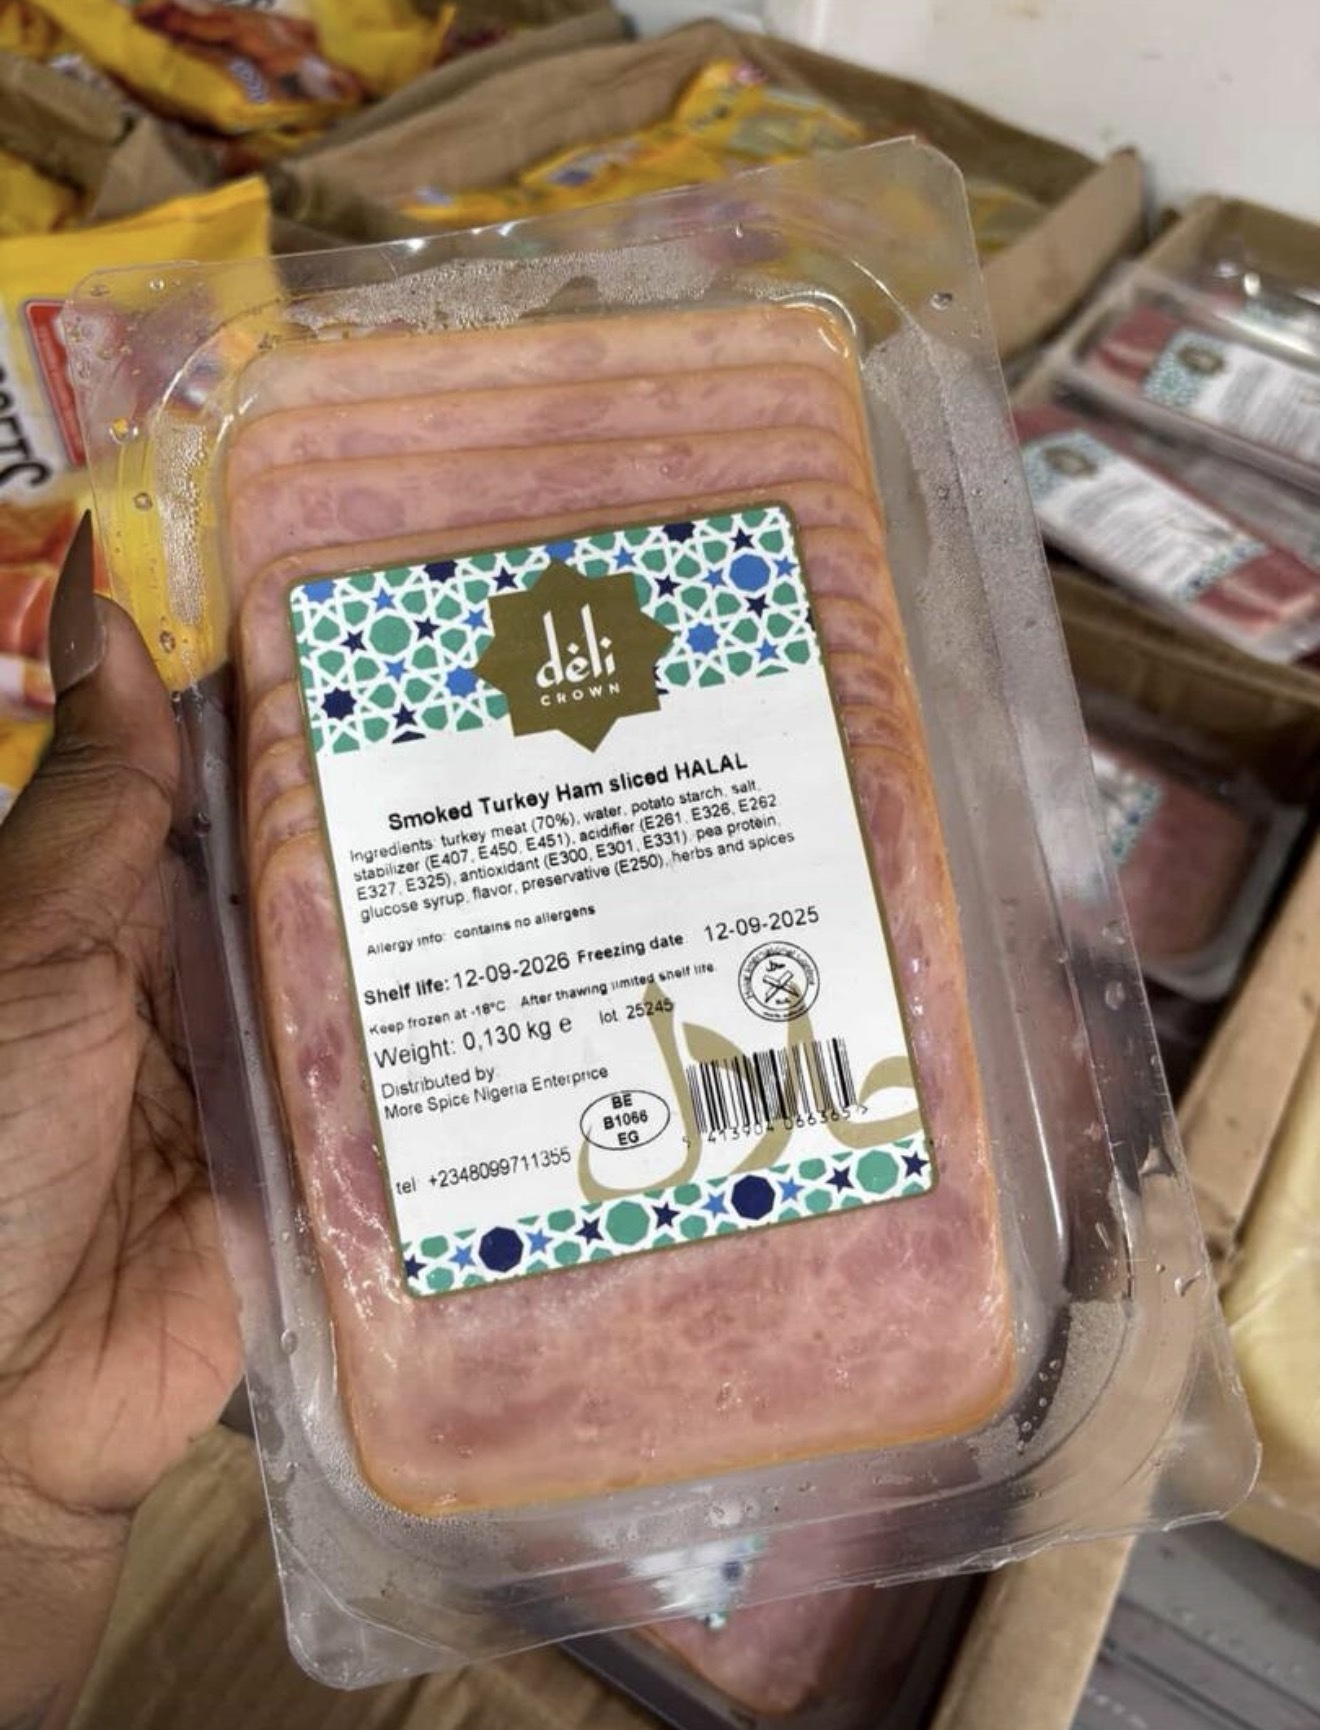 dèli
CROWN
Smoked Turkey Ham sliced HALAL
Ingredients: turkey meat (70%), water, potato starch, salt,
stabilizer (E407, E450, E451), acidifier (E261, E326, E262
E327, E325), antioxidant (E300, E301, E331), pea protein,
glucose syrup, flavor, preservative (E250), herbs and spices
Allergy info: contains no allergens
Shelf life: 12-09-2026 Freezing date: 12-09-2025
Keep frozen at -18°C. After thawing limited shelf life.
Weight: 0,130 kg e lot. 25245
Distributed by:
More Spice Nigeria Enterprice
BE
B1066
EG
tel +2348099711355
حلال